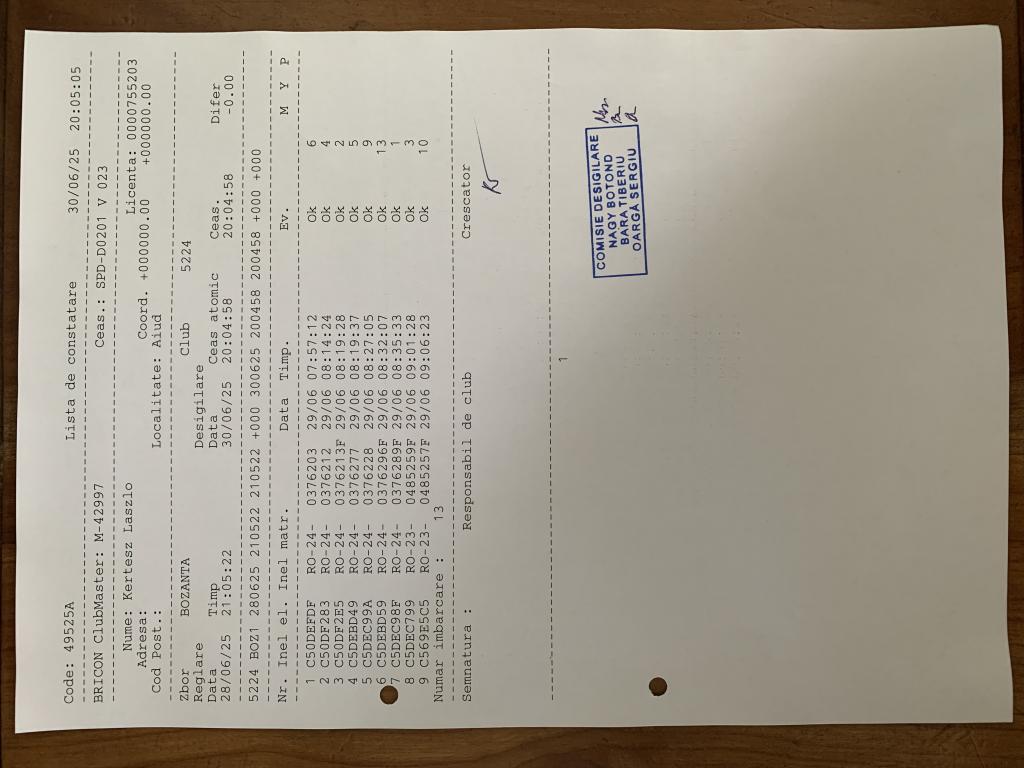 Code: 49525A Lista de constatare 30/06/25 20:05:05
BRICON ClubMaster: M-42997 Ceas.: SPD-D0201 V 023
Nume: Kertesz Laszlo Licenta: 0000755203
Adresa: Coord. +000000.00 +000000.00
Cod Post.: Localitate: Aiud
Zbor BOZANTA Club 5224
Reglare Desigilare
Data Timp Data Ceas atomic Ceas. Difer
28/06/25 21:05:22 30/06/25 20:04:58 20:04:58 -0.00
5224 BOZ1 280625 210522 210522 +000 300625 200458 200458 +000 +000
Nr. Inel el. Inel matr. Data Timp. Ev. M Y P
1 C50DEFDF RO-24- 0376203 29/06 07:57:12 Ok 6
2 C50DF283 RO-24- 0376212 29/06 08:14:24 Ok 4
3 C50DF2E5 RO-24- 0376213F 29/06 08:19:28 Ok 2
4 C5DEBD49 RO-24- 0376277 29/06 08:19:37 Ok 5
5 C5DEC99A RO-24- 0376228 29/06 08:27:05 Ok 9
6 C5DEBD59 RO-24- 0376296F 29/06 08:32:07 Ok 13
7 C5DEC98F RO-24- 0376289F 29/06 08:35:33 Ok 1
8 C5DEC799 RO-23- 0485259F 29/06 09:01:28 Ok 3
9 C569E5C5 RO-23- 0485257F 29/06 09:06:23 Ok 10
Numar imbarcare : 13
Semnatura : Responsabil de club Crescator
1
COMISIE DESIGILARE
NAGY BOTOND
BARA TIBERIU
OARGĂ SERGIU